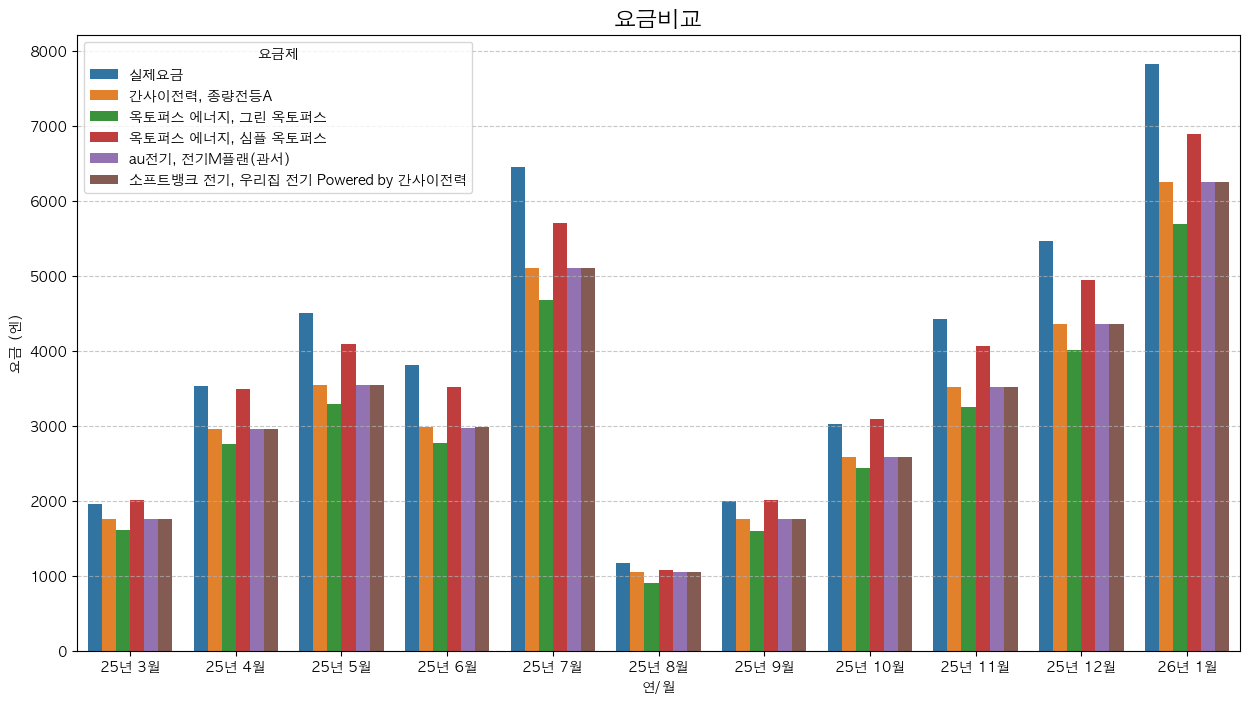 요금비교
요금제
실제요금
간사이전력, 종량전등A
옥토퍼스 에너지, 그린 옥토퍼스
옥토퍼스 에너지, 심플 옥토퍼스
au전기, 전기M플랜(관서)
소프트뱅크 전기, 우리집 전기 Powered by 간사이전력
요금 (엔)
8000
7000
6000
5000
4000
3000
2000
1000
0
25년 3월
25년 4월
25년 5월
25년 6월
25년 7월
25년 8월
25년 9월
25년 10월
25년 11월
25년 12월
26년 1월
연/월